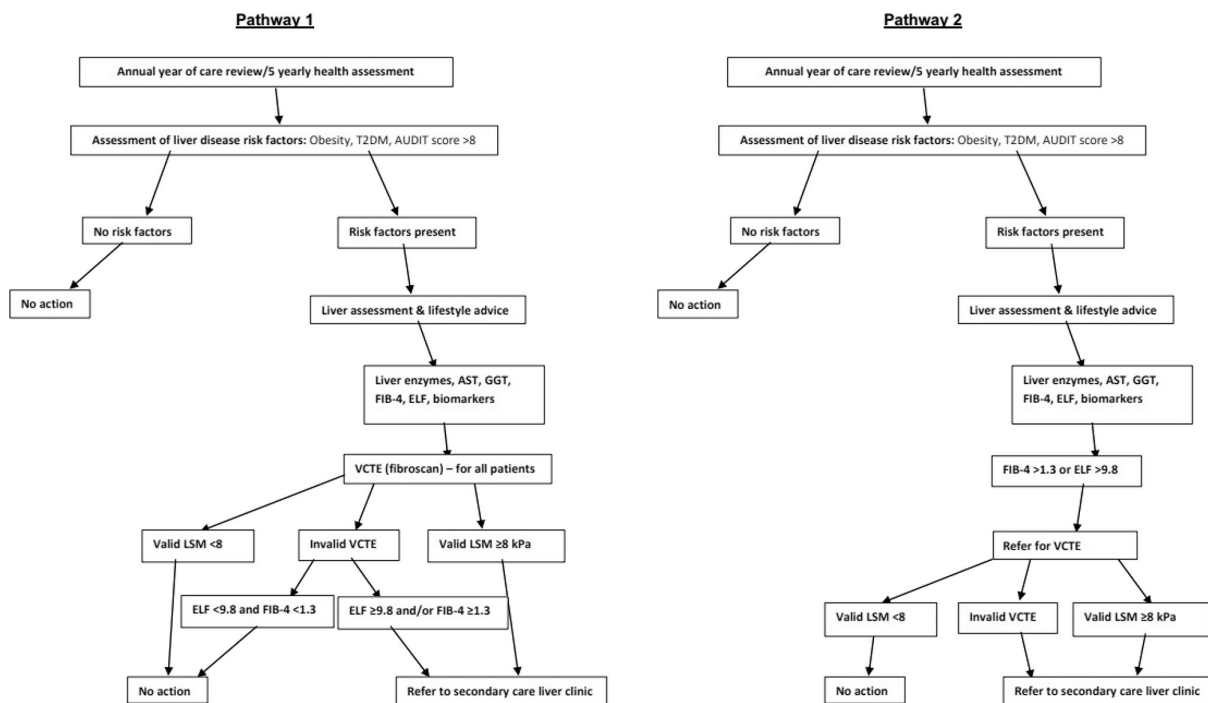 Pathway 1
Annual year of care review/5 yearly health assessment
Assessment of liver disease risk factors: Obesity, T2DM, AUDIT score >8
No risk factors
Risk factors present
No action
Liver assessment & lifestyle advice
Liver enzymes, AST, GGT,
FIB-4, ELF, biomarkers
VCTE (fibroscan) – for all patients
Valid LSM <8
Invalid VCTE
Valid LSM ≥8 kPa
ELF <9.8 and FIB-4 <1.3
ELF ≥9.8 and/or FIB-4 ≥1.3
No action
Refer to secondary care liver clinic
Pathway 2
Annual year of care review/5 yearly health assessment
Assessment of liver disease risk factors: Obesity, T2DM, AUDIT score >8
No risk factors
Risk factors present
No action
Liver assessment & lifestyle advice
Liver enzymes, AST, GGT,
FIB-4, ELF, biomarkers
FIB-4 >1.3 or ELF >9.8
Refer for VCTE
Valid LSM <8
Invalid VCTE
Valid LSM ≥8 kPa
No action
Refer to secondary care liver clinic